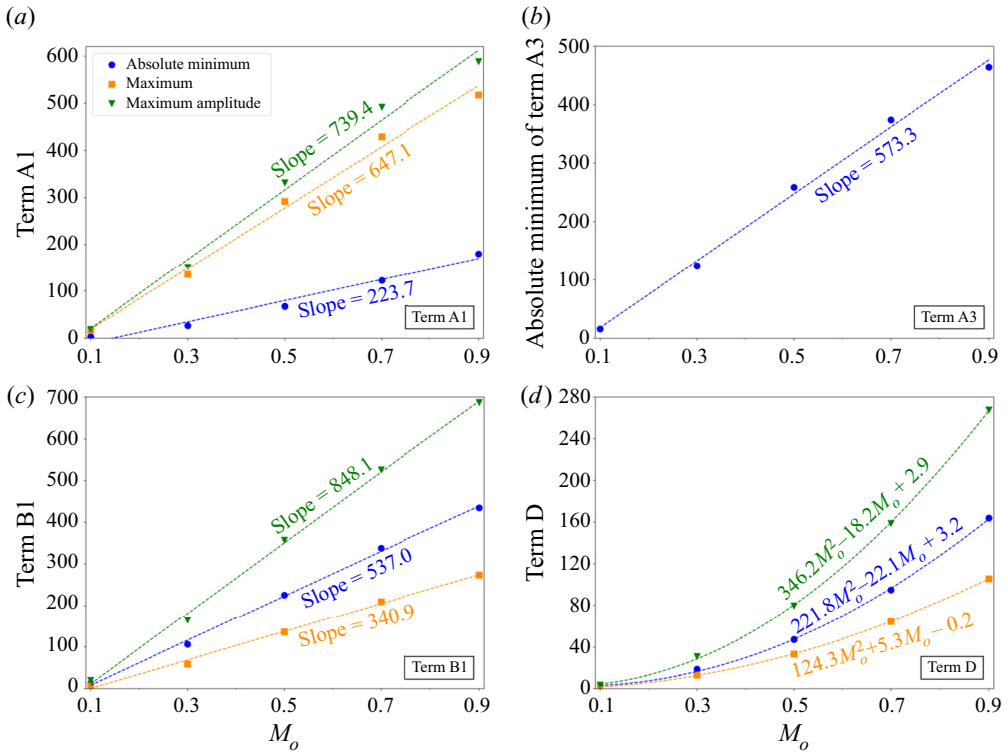 (a)
600
500
400
300
200
100
0
Term A1
Absolute minimum
Maximum
Maximum amplitude
Slope = 739.4
Slope = 647.1
Slope = 223.7
Term A1
0.1 0.3 0.5 0.7 0.9
(b)
500
400
300
200
100
0
Absolute minimum of term A3
Slope = 573.3
Term A3
0.1 0.3 0.5 0.7 0.9
(c)
700
600
500
400
300
200
100
0
Term B1
Slope = 848.1
Slope = 537.0
Slope = 340.9
Term B1
0.1 0.3 0.5 0.7 0.9
M_o
(d)
280
240
200
160
120
80
40
0
Term D
346.2M_o^2–18.2M_o + 2.9
221.8M_o^2–22.1M_o + 3.2
124.3M_o^2+5.3M_o – 0.2
Term D
0.1 0.3 0.5 0.7 0.9
M_o